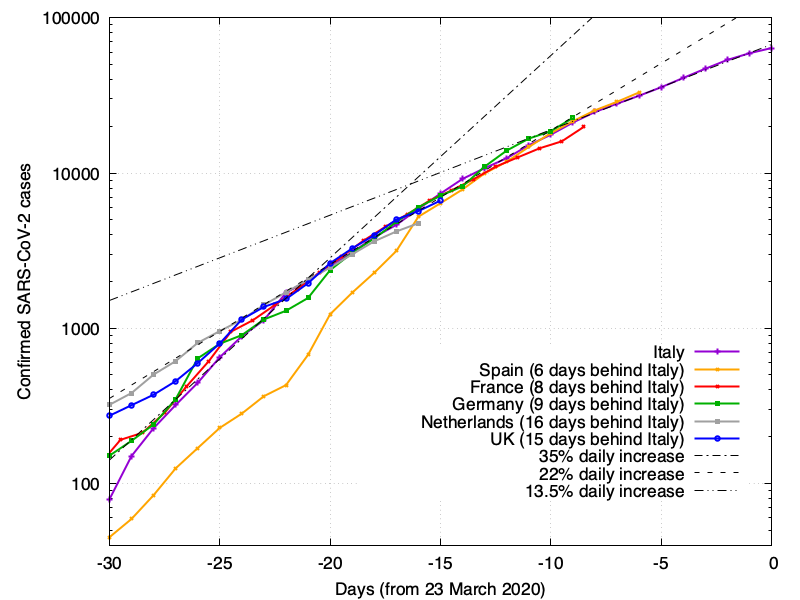 100000
10000
1000
100
Confirmed SARS-CoV-2 cases
Italy
Spain (6 days behind Italy)
France (8 days behind Italy)
Germany (9 days behind Italy)
Netherlands (16 days behind Italy)
UK (15 days behind Italy)
35% daily increase
22% daily increase
13.5% daily increase
-30 -25 -20 -15 -10 -5 0
Days (from 23 March 2020)